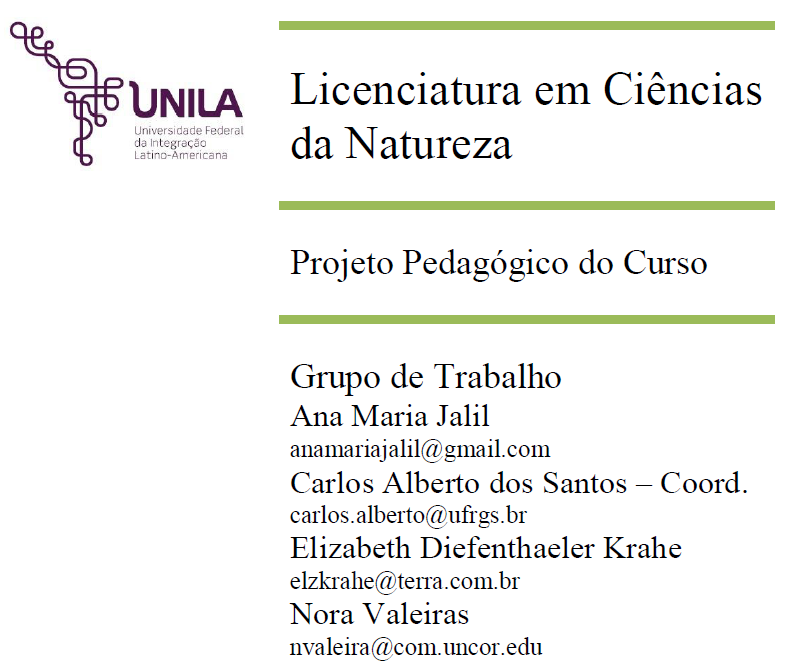 UNILA
Universidade Federal
da Integração
Latino-Americana
Licenciatura em Ciências
da Natureza
Projeto Pedagógico do Curso
Grupo de Trabalho
Ana Maria Jalil
anamariajalil@gmail.com
Carlos Alberto dos Santos – Coord.
carlos.alberto@ufrgs.br
Elizabeth Diefenthaeler Krahe
elzkrahe@terra.com.br
Nora Valeiras
nvaleira@com.uncor.edu